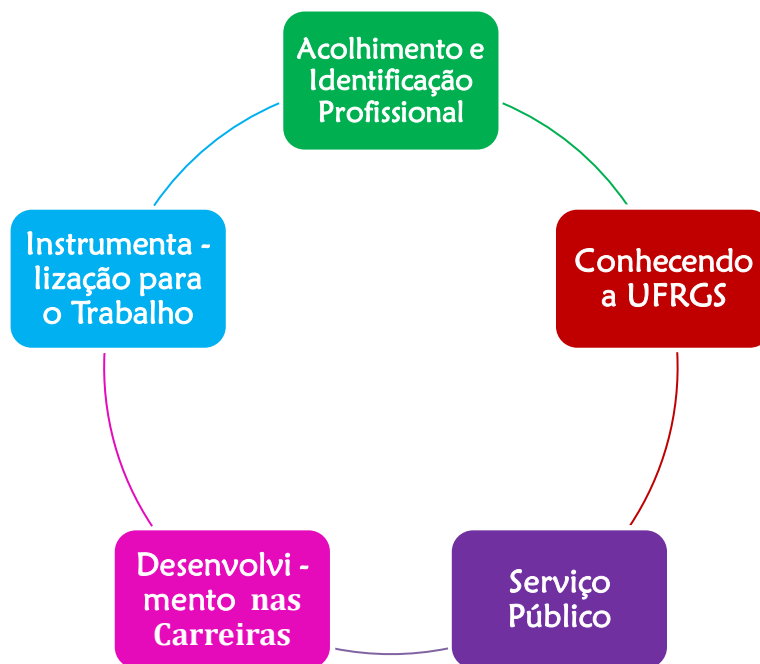 Acolhimento e
Identificação
Profissional
Conhecendo
a UFRGS
Serviço
Público
Desenvolvi -
mento nas
Carreiras
Instrumenta -
lização para
o Trabalho